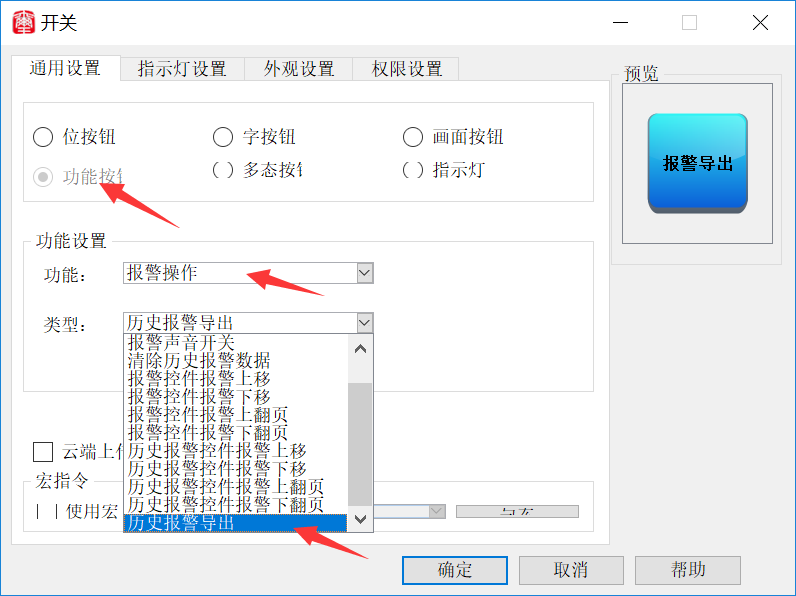 开关
通用设置 指示灯设置 外观设置 权限设置
预览
位按钮 字按钮 画面按钮
功能按钮 多态按钮 指示灯
报警导出
功能设置
功能： 报警操作
类型： 历史报警导出
报警声音开关
清除历史报警数据
报警控件报警上移
报警控件报警下移
报警控件报警上翻页
报警控件报警下翻页
历史报警控件报警上移
历史报警控件报警下移
历史报警控件报警上翻页
历史报警控件报警下翻页
历史报警导出
云端上传
宏指令
使用宏
确定 取消 帮助